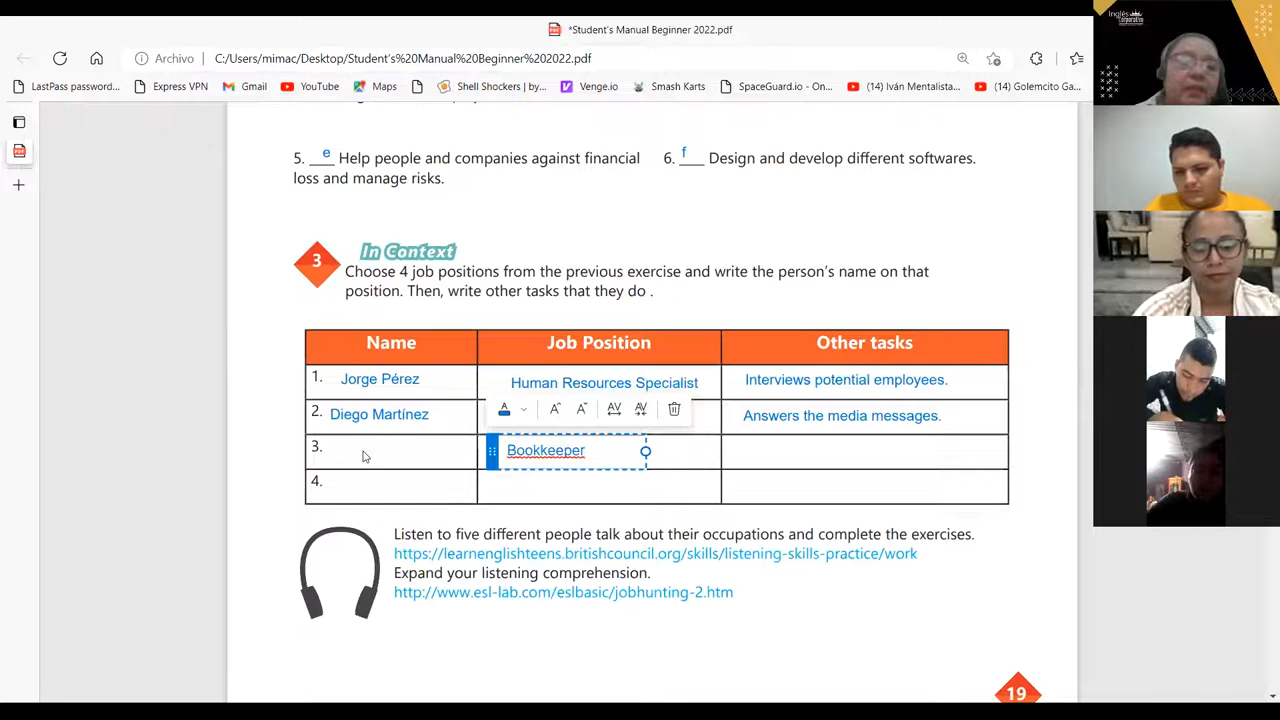 *Student's Manual Beginner 2022.pdf
Archivo C:/Users/mimac/Desktop/Student's%20Manual%20Beginner%202022.pdf
LastPass password... Express VPN Gmail YouTube Maps Shell Shockers | by... Venge.io Smash Karts SpaceGuard.io - On... (14) Iván Mentalista... (14) Golemcito Ga...
5. e Help people and companies against financial
loss and manage risks.
6. f Design and develop different softwares.
3
In Context
Choose 4 job positions from the previous exercise and write the person's name on that
position. Then, write other tasks that they do .
Name Job Position Other tasks
1. Jorge Pérez Human Resources Specialist Interviews potential employees.
2. Diego Martínez Answers the media messages.
A A A AV AV
3. Bookkeeper
4.
Listen to five different people talk about their occupations and complete the exercises.
https://learnenglishteens.britishcouncil.org/skills/listening-skills-practice/work
Expand your listening comprehension.
http://www.esl-lab.com/eslbasic/jobhunting-2.htm
19
Inglés
Corporativo